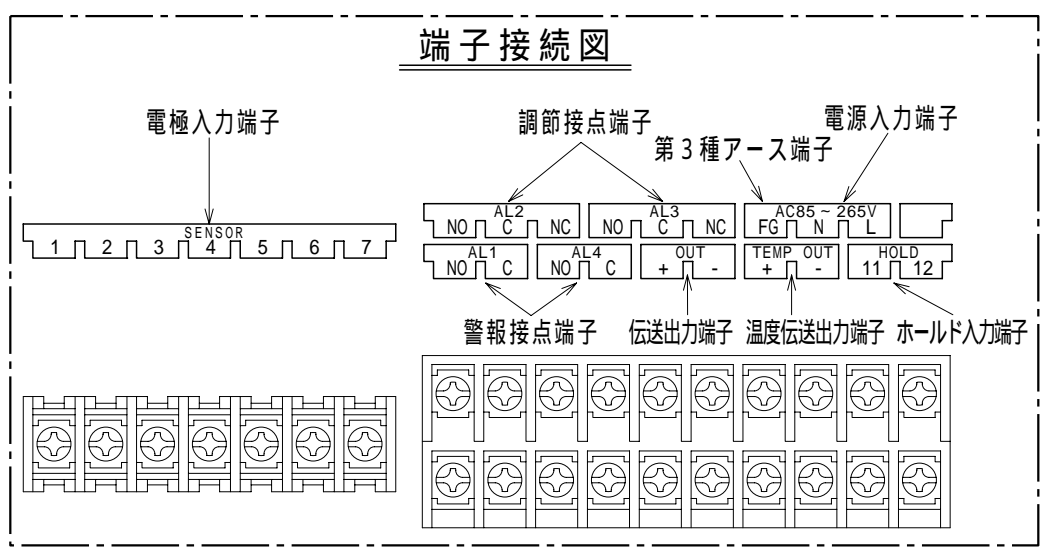 端子接続図
電極入力端子
調節接点端子
電源入力端子
第3種アース端子
SENSOR
1 2 3 4 5 6 7
AL2
NO C NC
AL3
NO C NC
AC85~265V
FG N L
AL1
NO C
AL4
NO C
OUT
+ -
TEMP OUT
+ -
HOLD
11 12
警報接点端子
伝送出力端子
温度伝送出力端子
ホールド入力端子